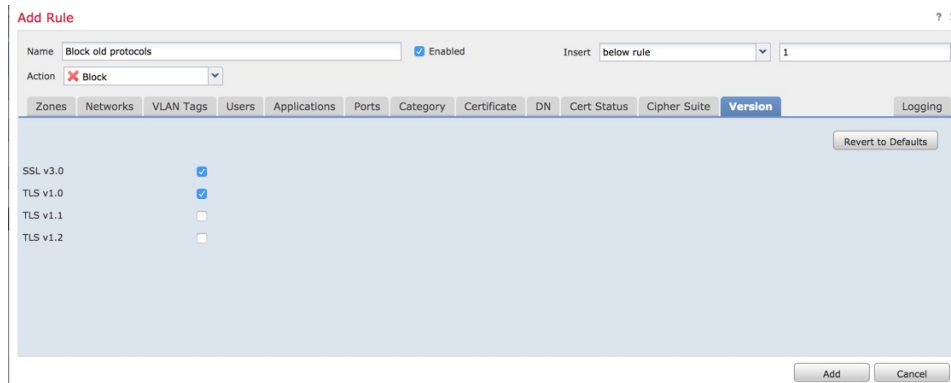 Add Rule ?
Name Block old protocols Enabled Insert below rule 1
Action Block
Zones Networks VLAN Tags Users Applications Ports Category Certificate DN Cert Status Cipher Suite Version Logging
Revert to Defaults
SSL v3.0
TLS v1.0
TLS v1.1
TLS v1.2
Add Cancel